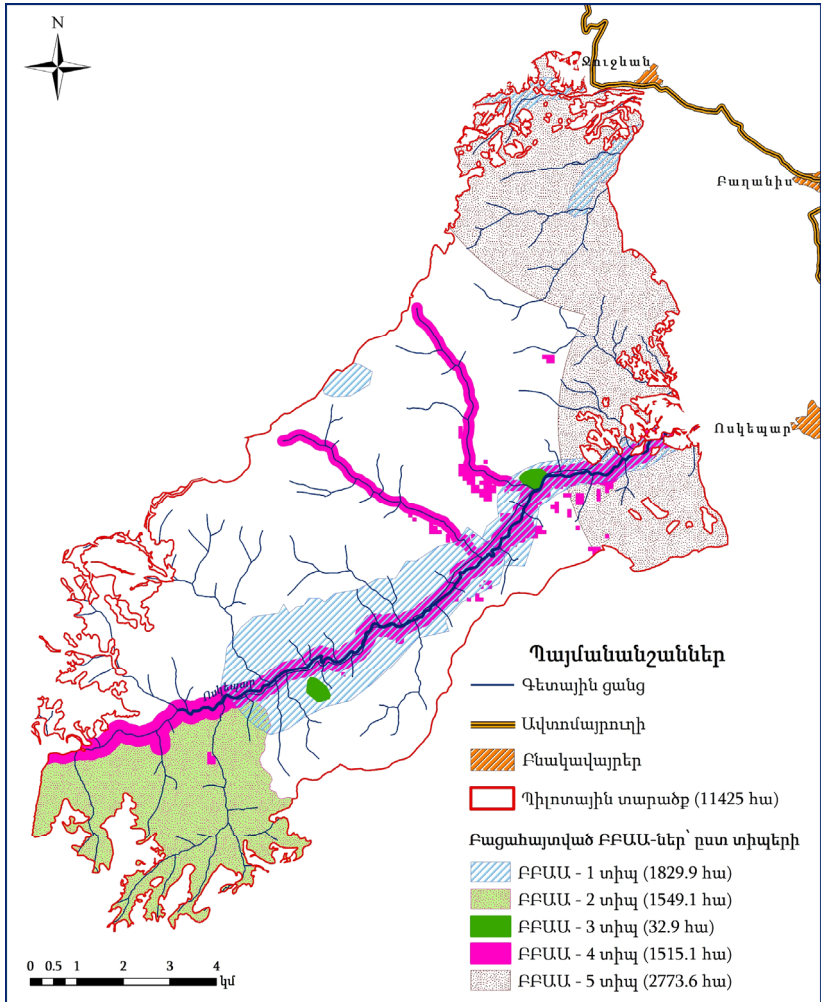 N
Ջուջևան
Բաղանիս
Ոսկեպար
Ոսկեպար
Պայմանանշաններ
Գետային ցանց
Ավտոմայրուղի
Բնակավայրեր
Պիլոտային տարածք (11425 հա)
Բացահայտված ԲԲԱԱ-ներ՝ ըստ տիպերի
ԲԲԱԱ - 1 տիպ (1829.9 հա)
ԲԲԱԱ - 2 տիպ (1549.1 հա)
ԲԲԱԱ - 3 տիպ (32.9 հա)
ԲԲԱԱ - 4 տիպ (1515.1 հա)
ԲԲԱԱ - 5 տիպ (2773.6 հա)
0 0.5 1 2 3 4
կմ